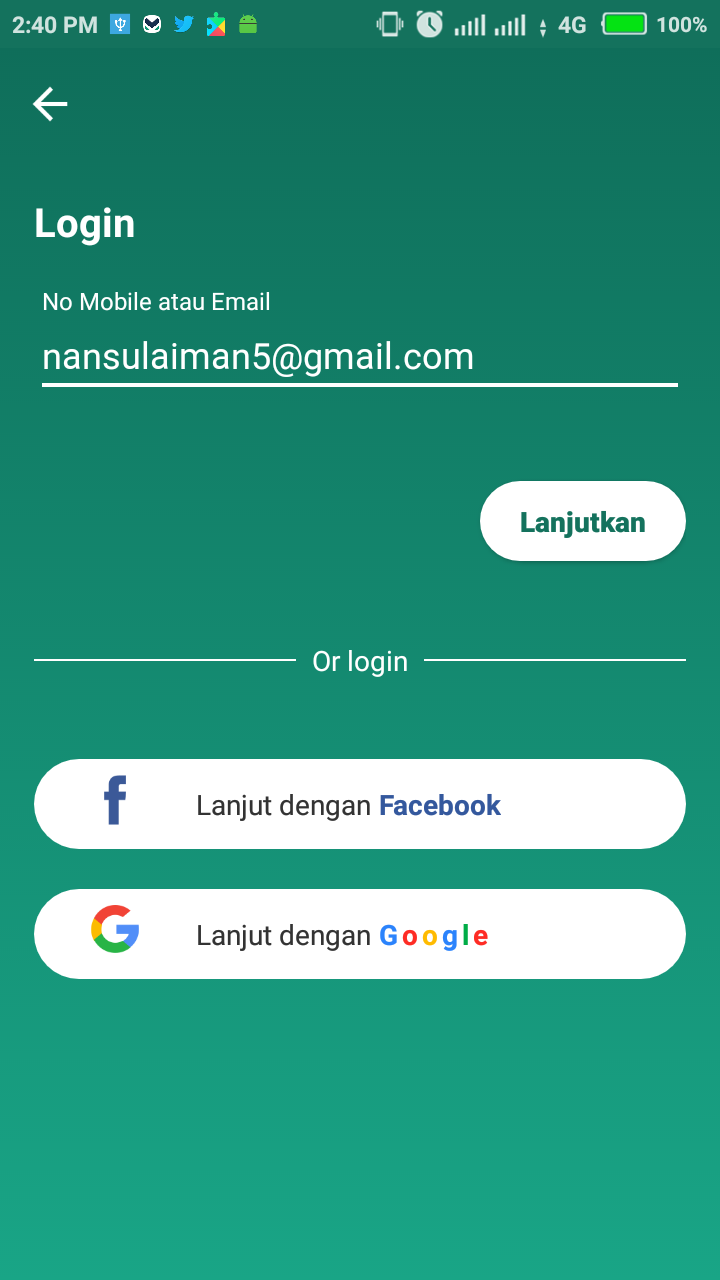 2:40 PM 4G 100%
Login
No Mobile atau Email
nansulaiman5@gmail.com
Lanjutkan
Or login
Lanjut dengan Facebook
Lanjut dengan Google